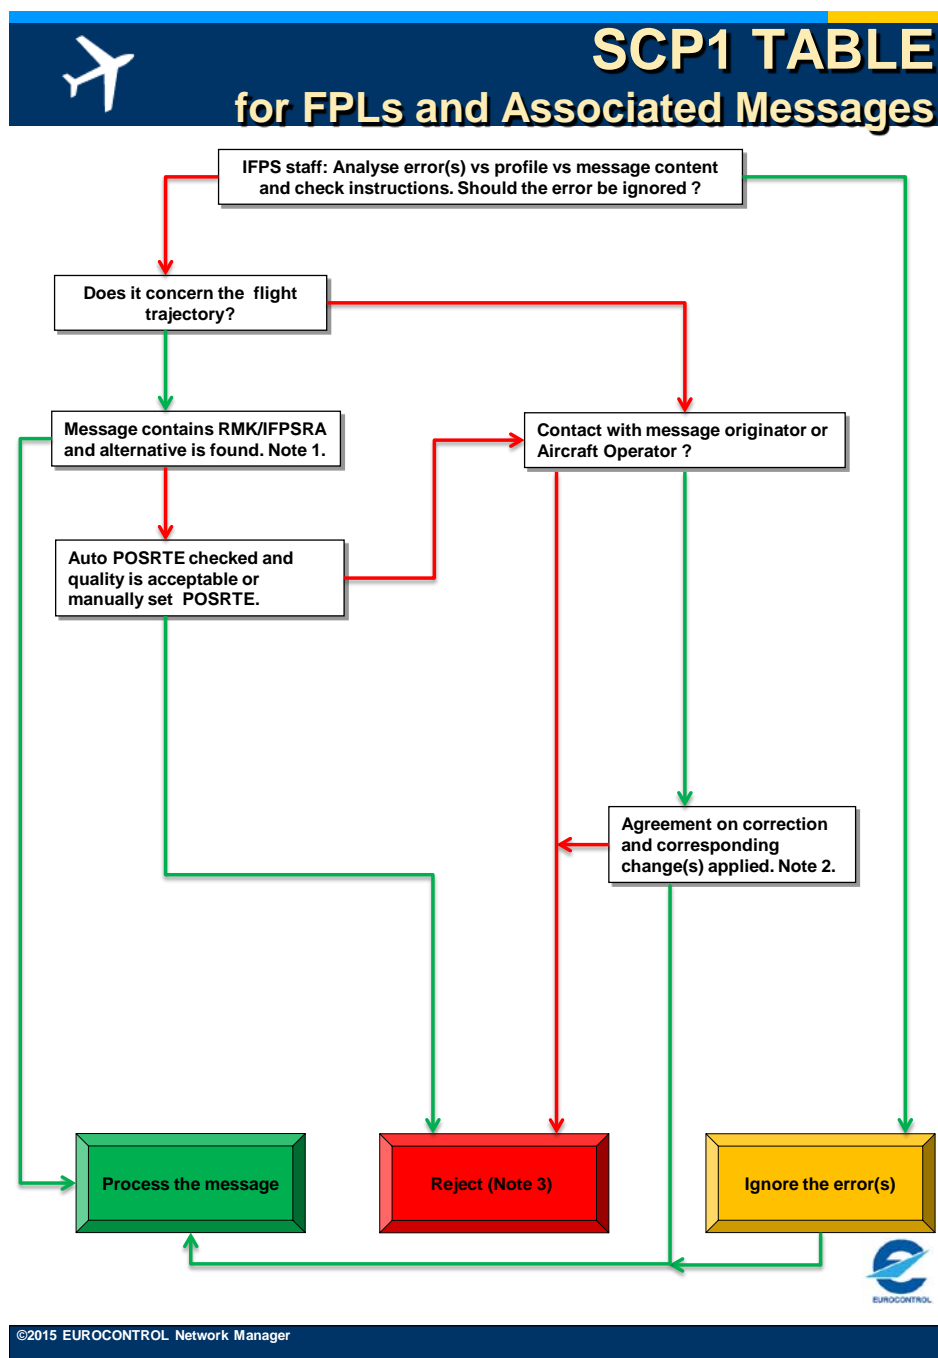 SCP1 TABLE
for FPLs and Associated Messages
IFPS staff: Analyse error(s) vs profile vs message content
and check instructions. Should the error be ignored ?
Does it concern the flight
trajectory?
Message contains RMK/IFPSRA
and alternative is found. Note 1.
Contact with message originator or
Aircraft Operator ?
Auto POSRTE checked and
quality is acceptable or
manually set POSRTE.
Agreement on correction
and corresponding
change(s) applied. Note 2.
Process the message
Reject (Note 3)
Ignore the error(s)
EUROCONTROL
©2015 EUROCONTROL Network Manager